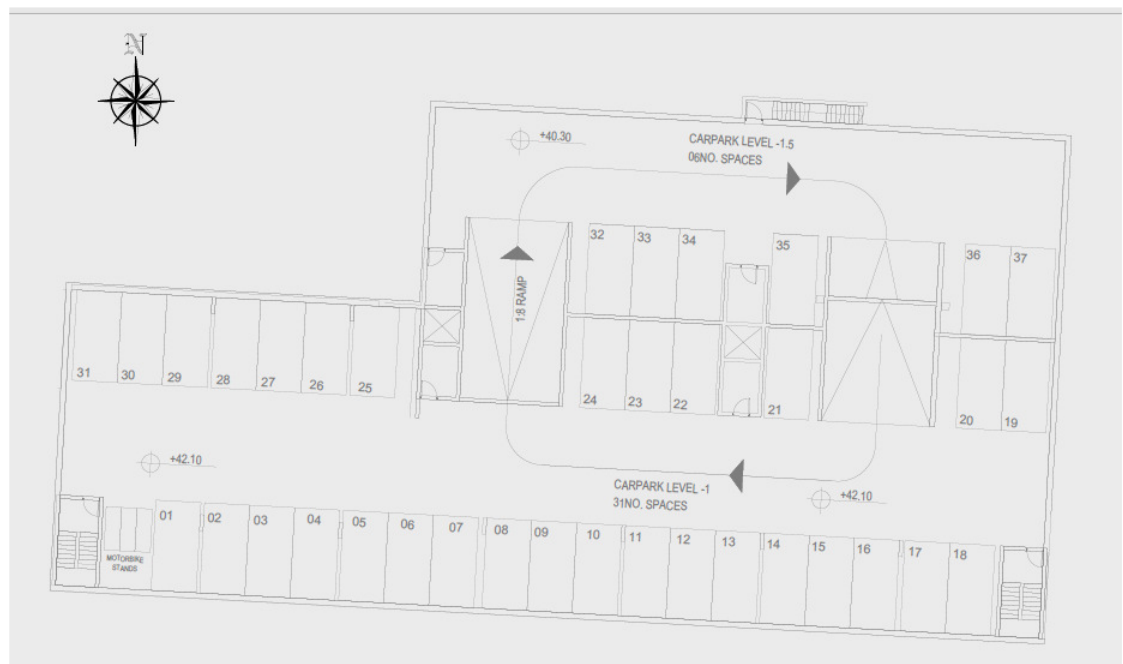 N
+40.30
CARPARK LEVEL -1.5
06NO. SPACES
32 33 34 35 36 37
1:8 RAMP
31 30 29 28 27 26 25 24 23 22 21 20 19
+42.10
CARPARK LEVEL -1
31NO. SPACES
+42.10
MOTORBIKE
STANDS
01 02 03 04 05 06 07 08 09 10 11 12 13 14 15 16 17 18